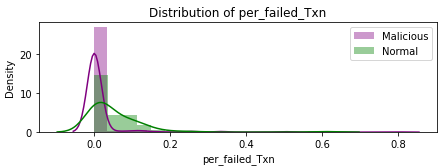 Distribution of per_failed_Txn
Malicious
Normal
Density
20
10
0
0.0 0.2 0.4 0.6 0.8
per_failed_Txn